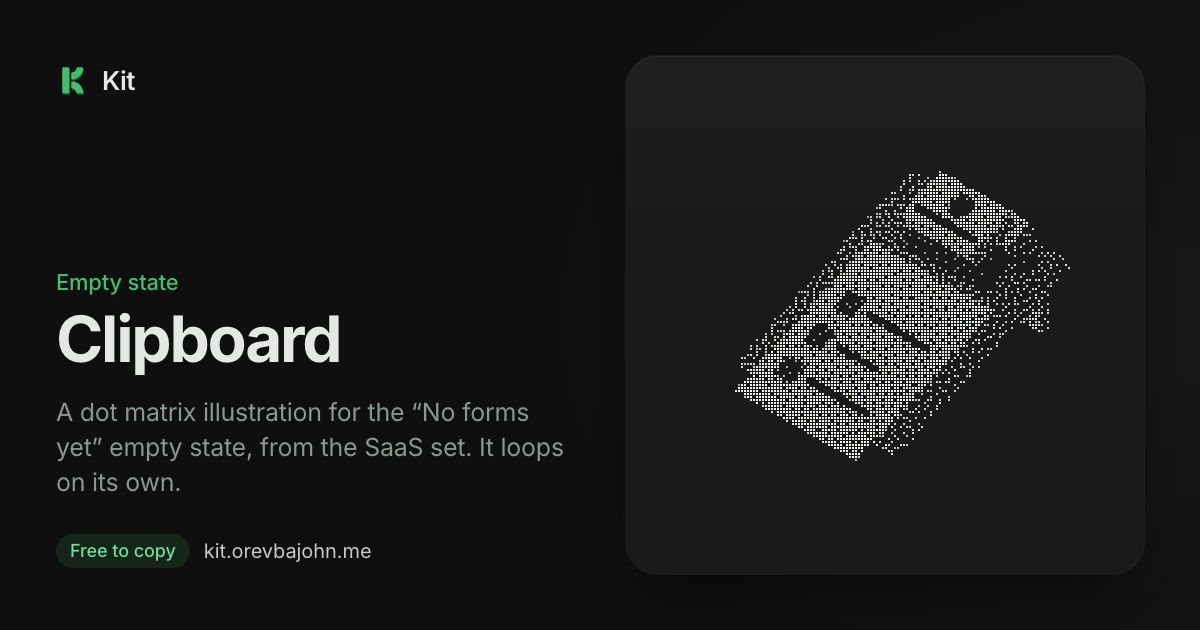 Kit
Empty state
Clipboard
A dot matrix illustration for the “No forms
yet” empty state, from the SaaS set. It loops
on its own.
Free to copy
kit.orevbajohn.me